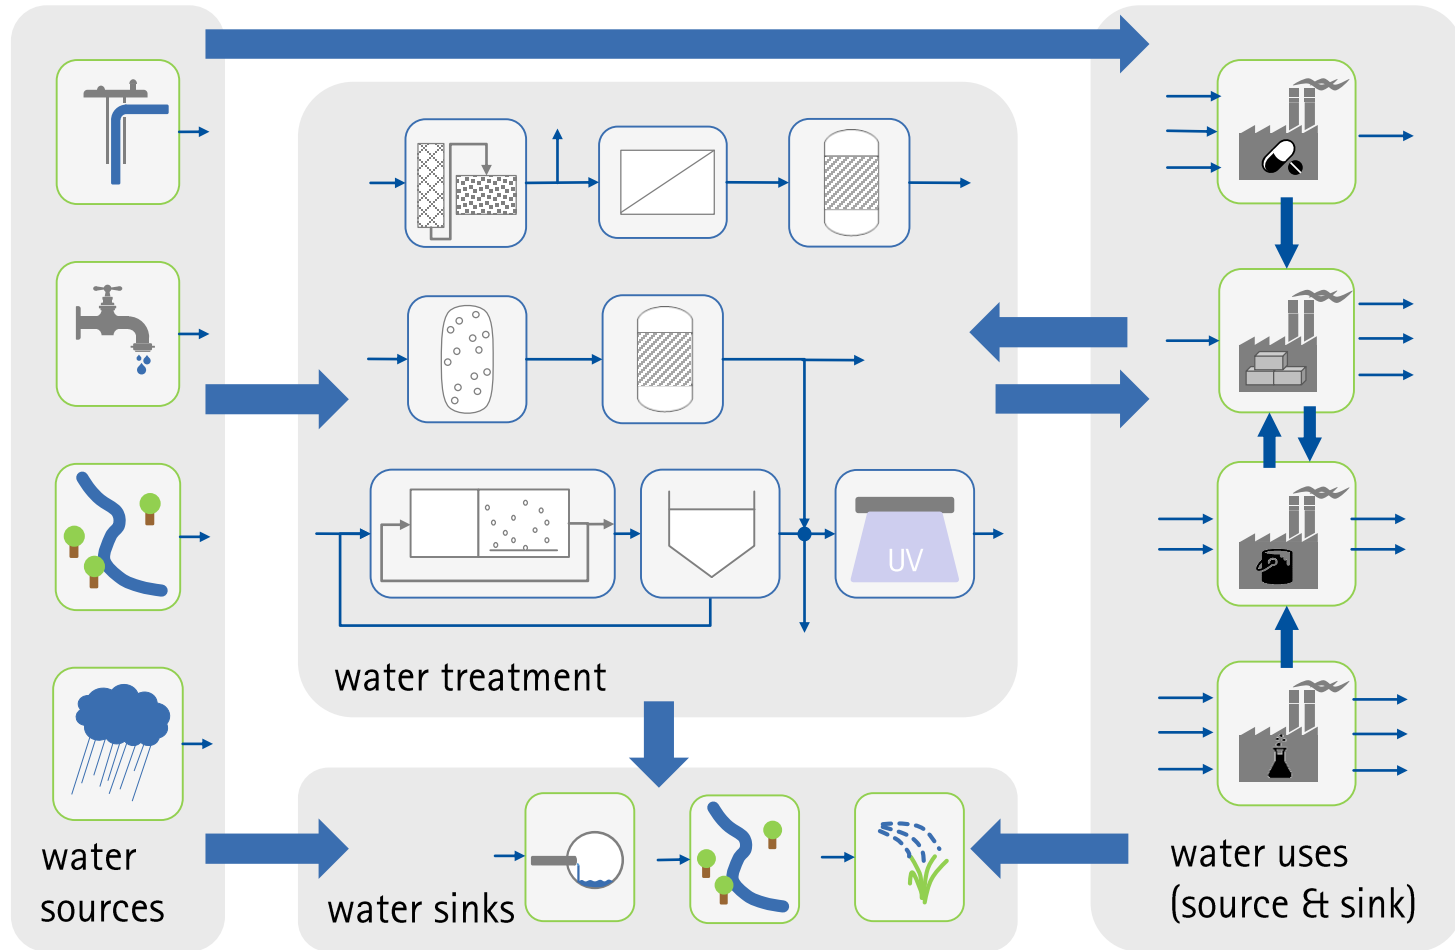 UV
water treatment
water
sources
water sinks
water uses
(source & sink)